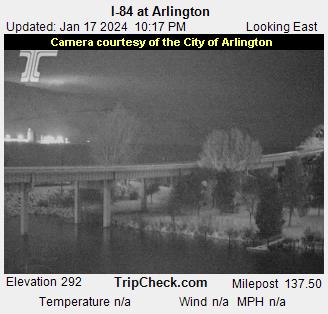 I-84 at Arlington
Updated: Jan 17 2024 10:17 PM Looking East
Camera courtesy of the City of Arlington
Elevation 292 TripCheck.com Milepost 137.50
Temperature n/a Wind n/a MPH n/a